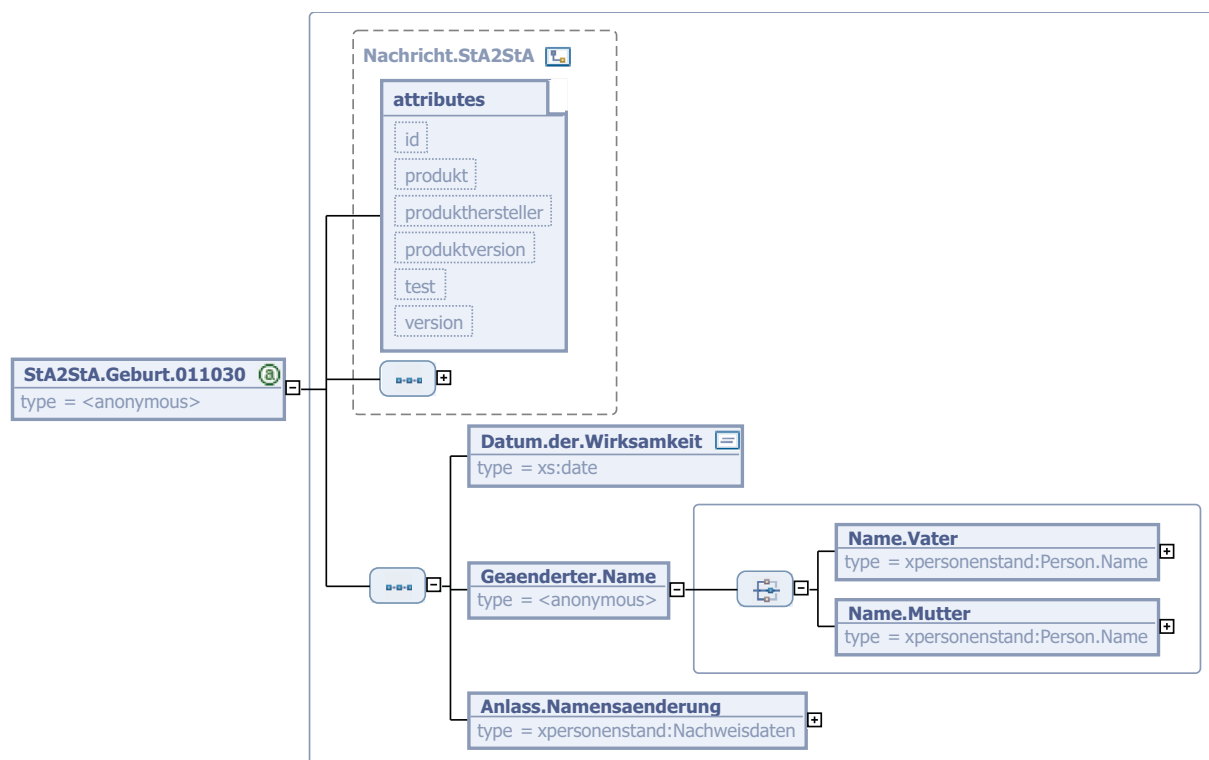 Nachricht.StA2StA
attributes
id
produkt
produkthersteller
produktversion
test
version
StA2StA.Geburt.011030 a
type = <anonymous>
Datum.der.Wirksamkeit
type = xs:date
Geaenderter.Name
type = <anonymous>
Name.Vater
type = xpersonenstand:Person.Name
Name.Mutter
type = xpersonenstand:Person.Name
Anlass.Namensaenderung
type = xpersonenstand:Nachweisdaten